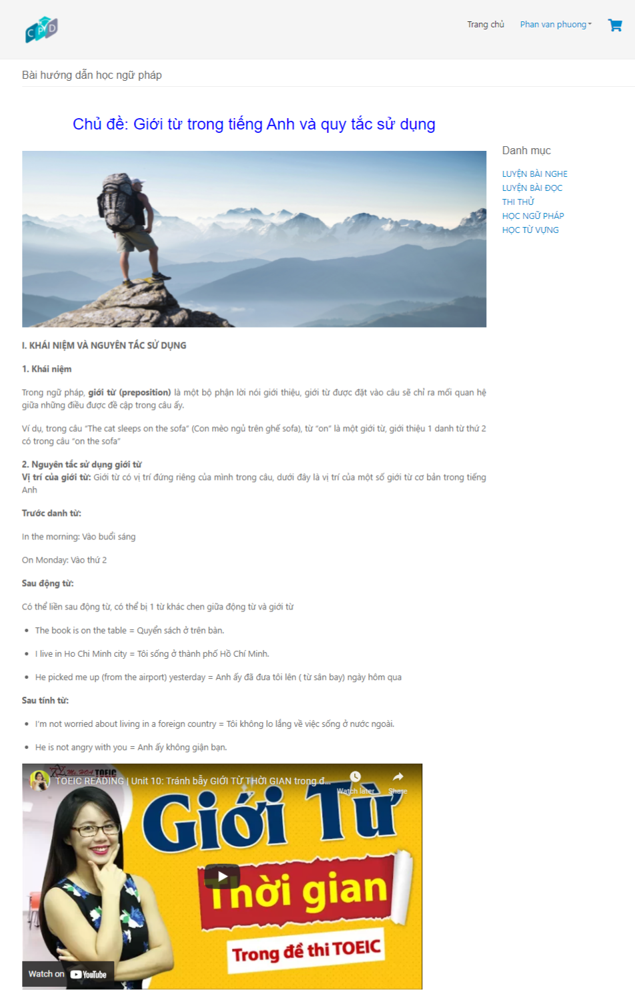 CPD
Trang chủ
Phan van phuong
Bài hướng dẫn học ngữ pháp
Chủ đề: Giới từ trong tiếng Anh và quy tắc sử dụng
Danh mục
LUYỆN BÀI NGHE
LUYỆN BÀI ĐỌC
THI THỬ
HỌC NGỮ PHÁP
HỌC TỪ VỰNG
I. KHÁI NIỆM VÀ NGUYÊN TẮC SỬ DỤNG
1. Khái niệm
Trong ngữ pháp, giới từ (preposition) là một bộ phận lời nói giới thiệu, giới từ được đặt vào câu sẽ chỉ ra mối quan hệ
giữa những điều được đề cập trong câu ấy.
Ví dụ, trong câu “The cat sleeps on the sofa” (Con mèo ngủ trên ghế sofa), từ “on” là một giới từ, giới thiệu 1 danh từ thứ 2
có trong câu “on the sofa”
2. Nguyên tắc sử dụng giới từ
Vị trí của giới từ: Giới từ có vị trí đứng riêng của mình trong câu, dưới đây là vị trí của một số giới từ cơ bản trong tiếng
Anh
Trước danh từ:
In the morning: Vào buổi sáng
On Monday: Vào thứ 2
Sau động từ:
Có thể liền sau động từ, có thể bị 1 từ khác chen giữa động từ và giới từ
The book is on the table = Quyển sách ở trên bàn.
I live in Ho Chi Minh city = Tôi sống ở thành phố Hồ Chí Minh.
He picked me up (from the airport) yesterday = Anh ấy đã đưa tôi lên ( từ sân bay) ngày hôm qua
Sau tính từ:
I'm not worried about living in a foreign country = Tôi không lo lắng về việc sống ở nước ngoài.
He is not angry with you = Anh ấy không giận bạn.
Ms. HOA TOEIC
TOEIC READING | Unit 10: Tránh bẫy GIỚI TỪ THỜI GIAN trong đ...
Watch later
Share
Giới Từ
Thời gian
Trong đề thi TOEIC
Watch on YouTube